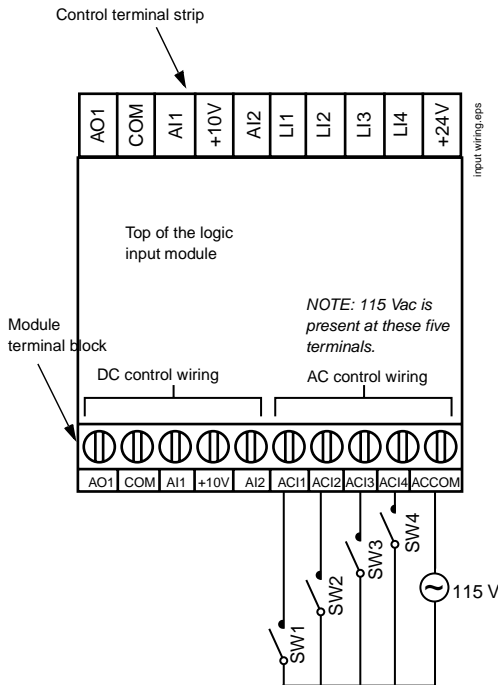 Control terminal strip
AO1 COM AI1 +10V AI2 LI1 LI2 LI3 LI4 +24V
input wiring.eps
Top of the logic
input module
NOTE: 115 Vac is
present at these five
terminals.
Module
terminal block
DC control wiring
AC control wiring
AO1 COM AI1 +10V AI2 ACI1 ACI2 ACI3 ACI4 ACCOM
SW1
SW2
SW3
SW4
115 V